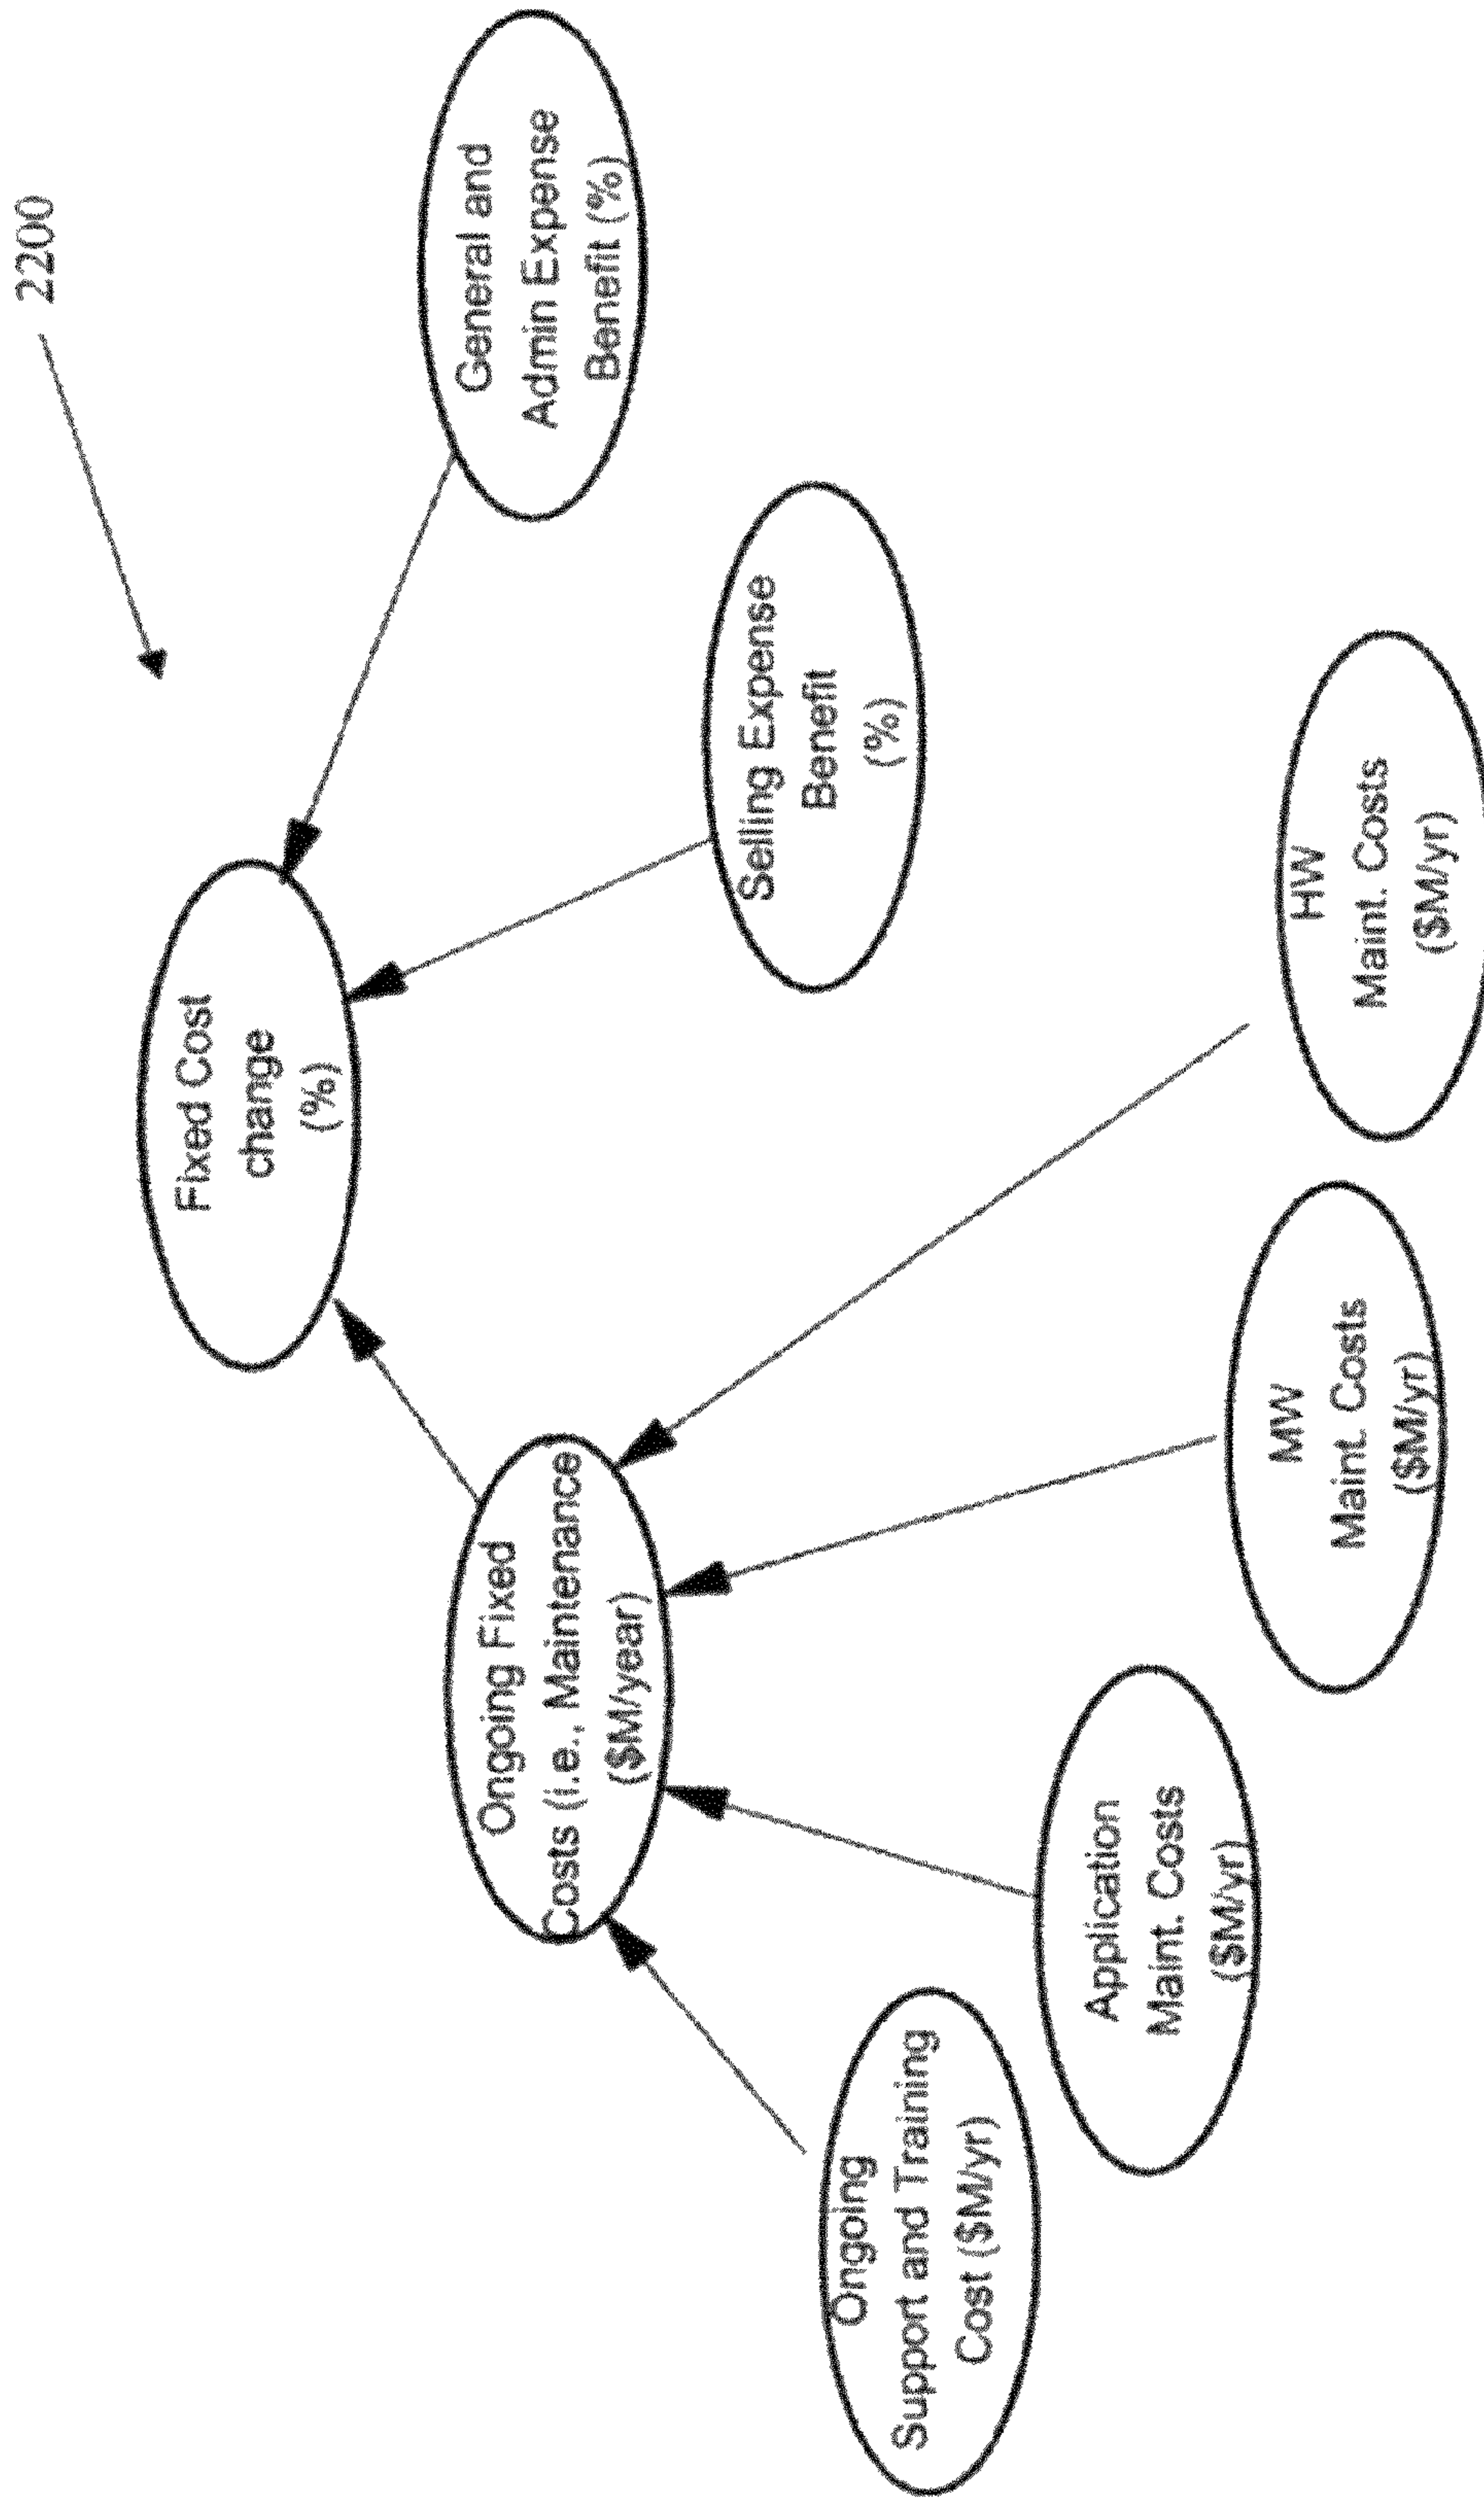 2200
Fixed Cost
change
(%)
General and
Admin Expense
Benefit (%)
Ongoing Fixed
Costs (i.e., Maintenance
($M/year)
Selling Expense
Benefit
(%)
Ongoing
Support and Training
Cost ($M/yr)
Application
Maint. Costs
($M/yr)
MW
Maint. Costs
($M/yr)
HW
Maint. Costs
($M/yr)